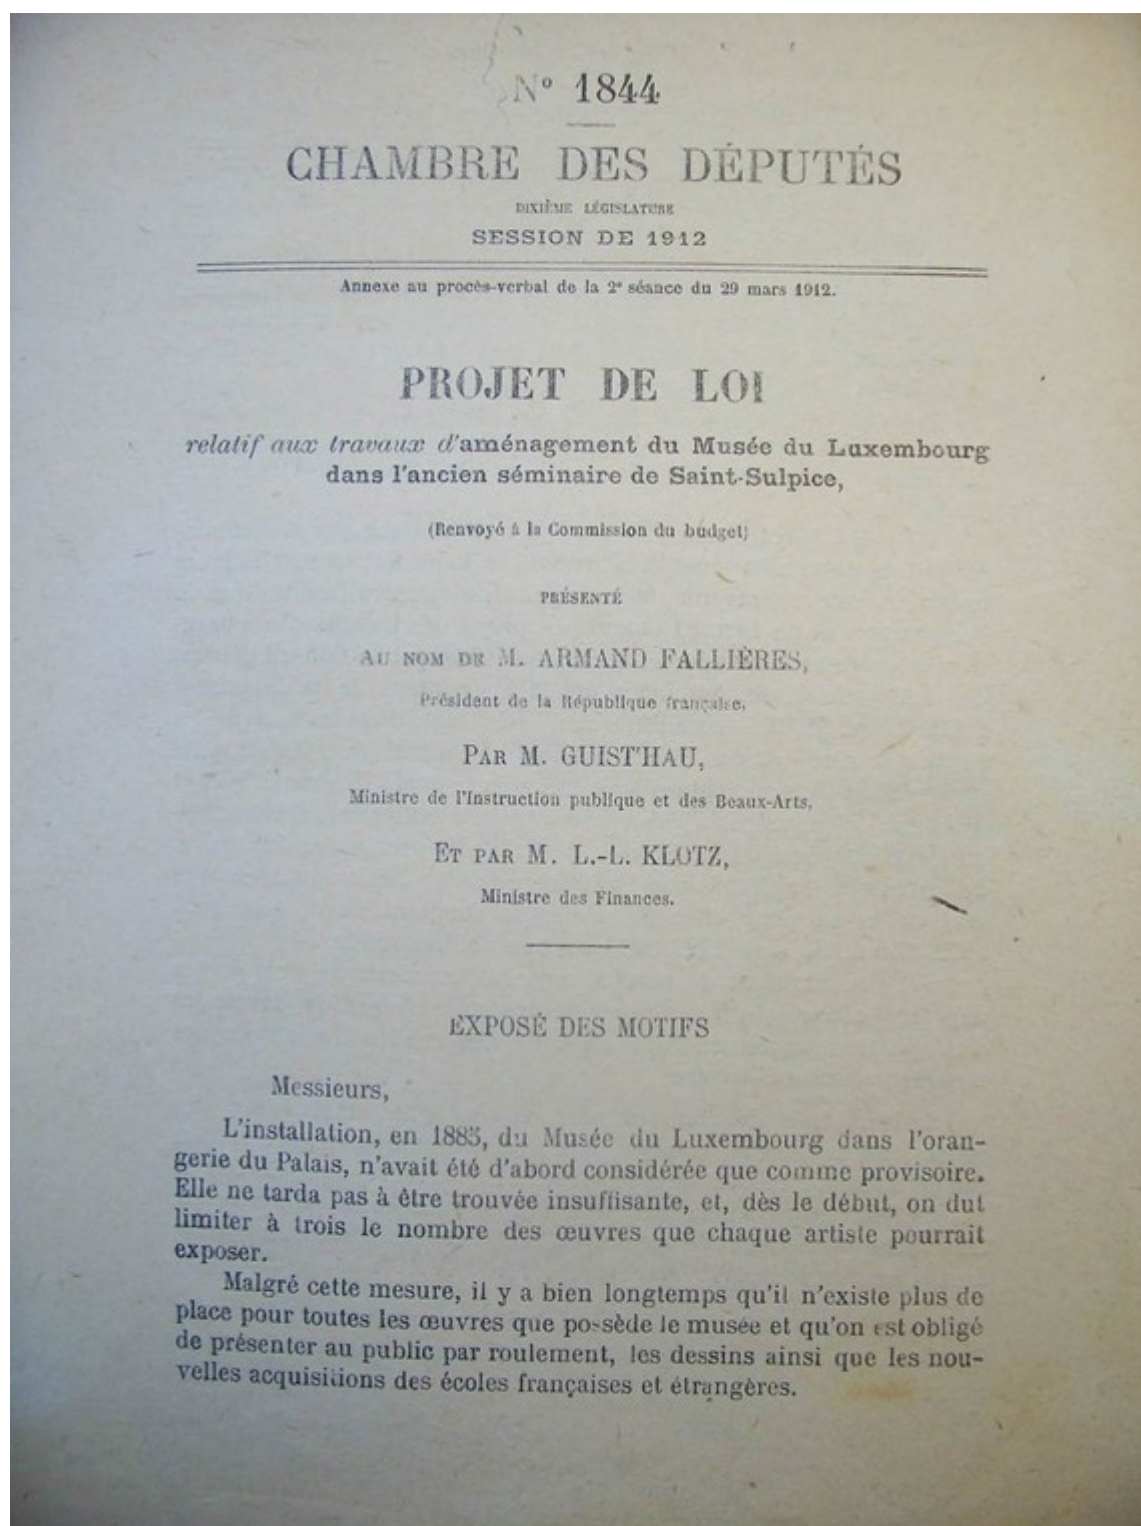 N° 1844
CHAMBRE DES DÉPUTÉS
DIXIÈME LÉGISLATURE
SESSION DE 1912
Annexe au procès-verbal de la 2e séance du 29 mars 1912.
PROJET DE LOI
relatif aux travaux d'aménagement du Musée du Luxembourg
dans l'ancien séminaire de Saint-Sulpice,
(Renvoyé à la Commission du budget)
PRÉSENTÉ
AU NOM DE M. ARMAND FALLIÈRES,
Président de la République française,
PAR M. GUIST'HAU,
Ministre de l'Instruction publique et des Beaux-Arts,
ET PAR M. L.-L. KLOTZ,
Ministre des Finances.
EXPOSÉ DES MOTIFS
Messieurs,
L'installation, en 1885, du Musée du Luxembourg dans l'oran-
gerie du Palais, n'avait été d'abord considérée que comme provisoire.
Elle ne tarda pas à être trouvée insuffisante, et, dès le début, on dut
limiter à trois le nombre des œuvres que chaque artiste pourrait
exposer.
Malgré cette mesure, il y a bien longtemps qu'il n'existe plus de
place pour toutes les œuvres que possède le musée et qu'on est obligé
de présenter au public par roulement, les dessins ainsi que les nou-
velles acquisitions des écoles françaises et étrangères.